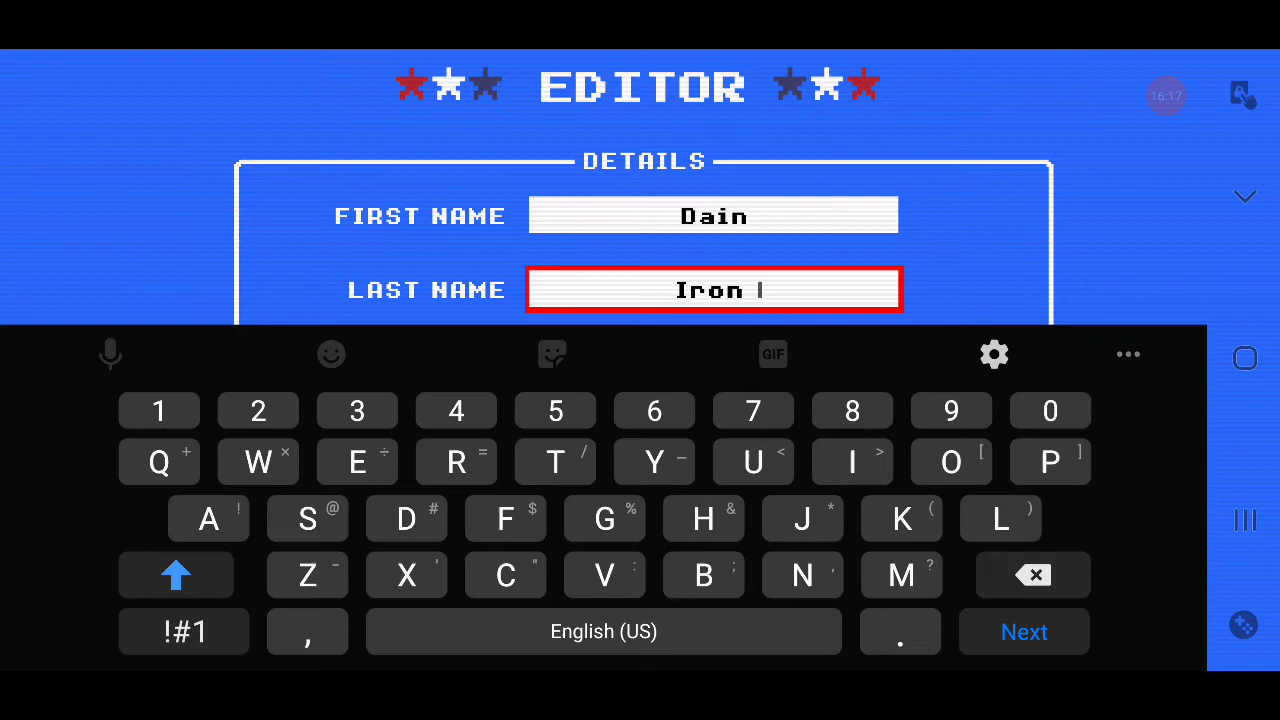 EDITOR
16:17
DETAILS
FIRST NAME Dain
LAST NAME Iron
GIF
1 2 3 4 5 6 7 8 9 0
Q + W × E ÷ R = T / Y _ U < I > O [ P ]
A ! S @ D # F $ G % H & J * K ( L )
Z - X ' C " V : B ; N , M ?
!#1 , English (US) . Next